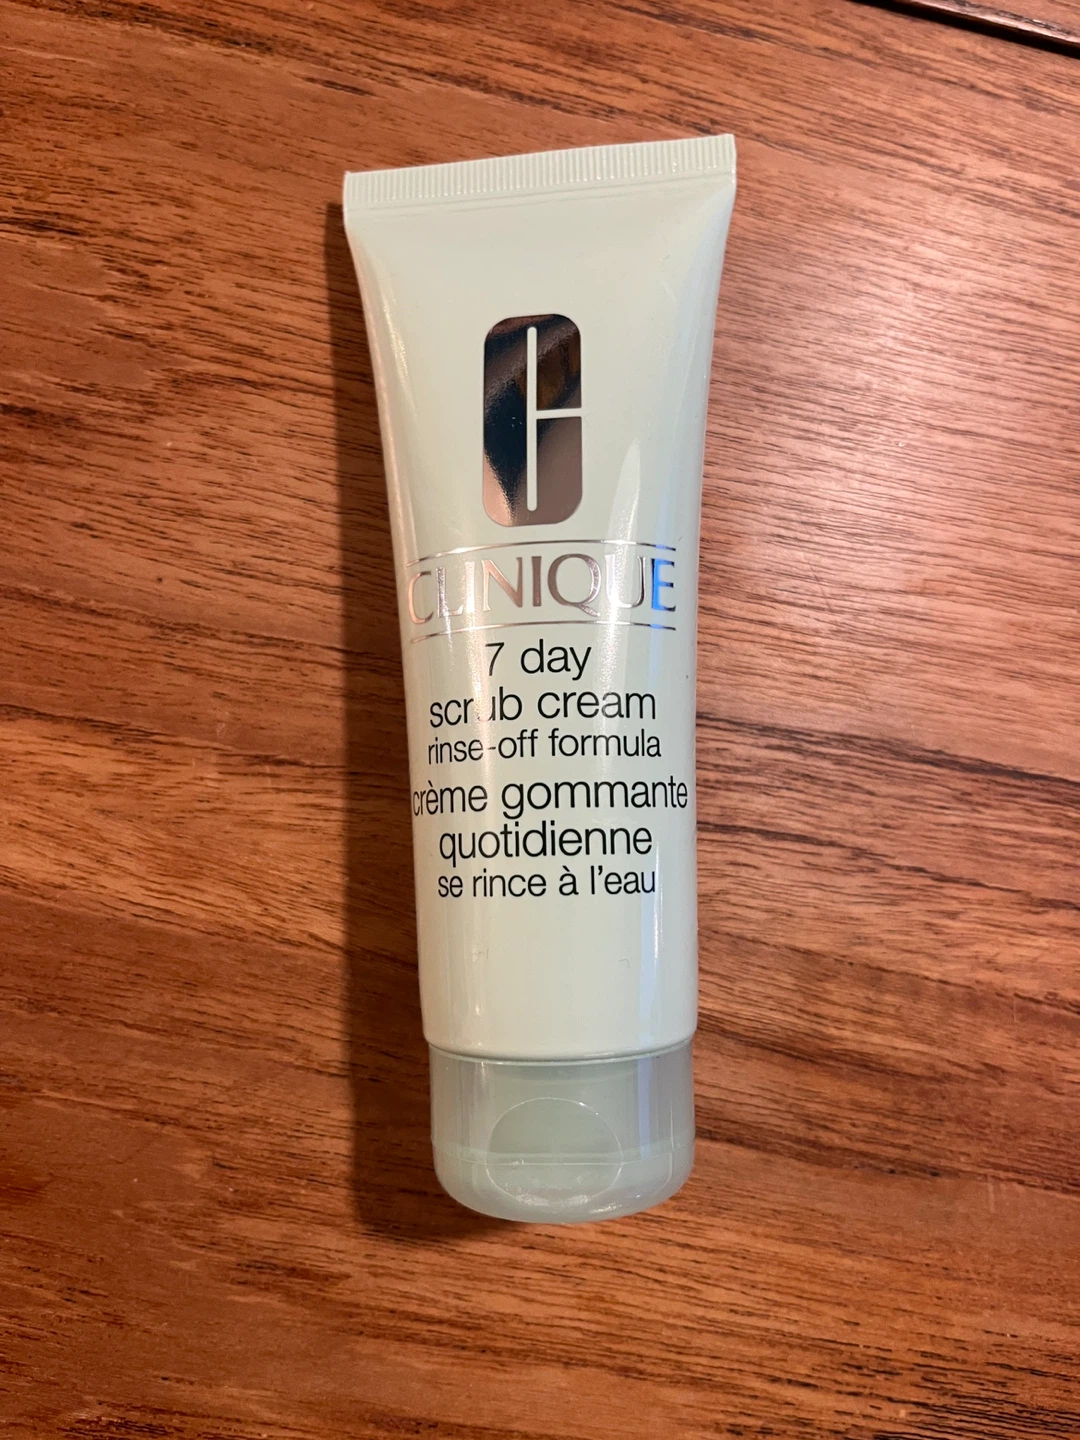 CLINIQUE
7 day
scrub cream
rinse-off formula
crème gommante
quotidienne
se rince à l'eau